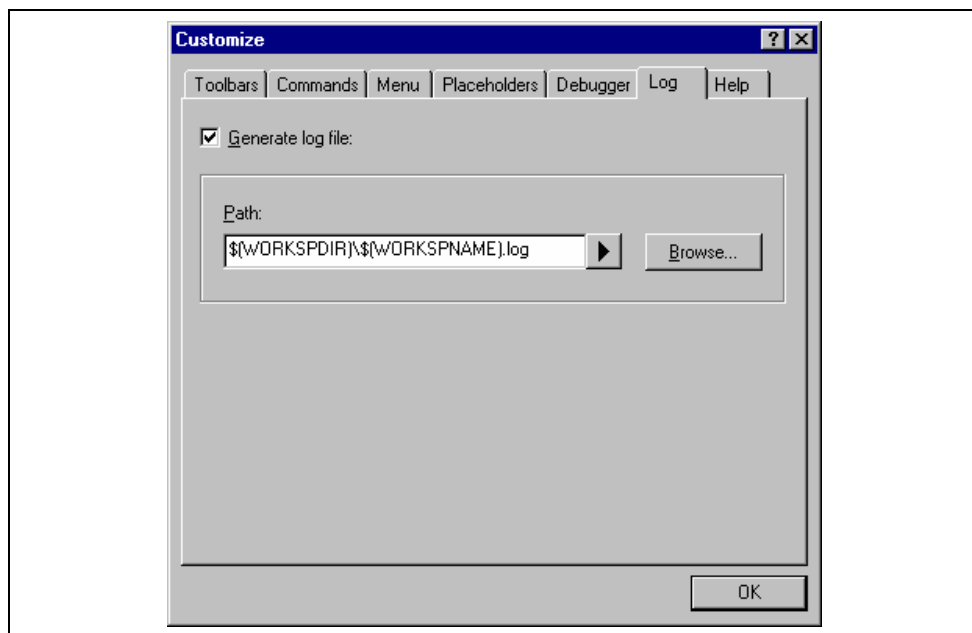 Customize
Toolbars Commands Menu Placeholders Debugger Log Help
Generate log file:
Path:
$(WORKSPDIR)\$(WORKSPNAME).log Browse...
OK